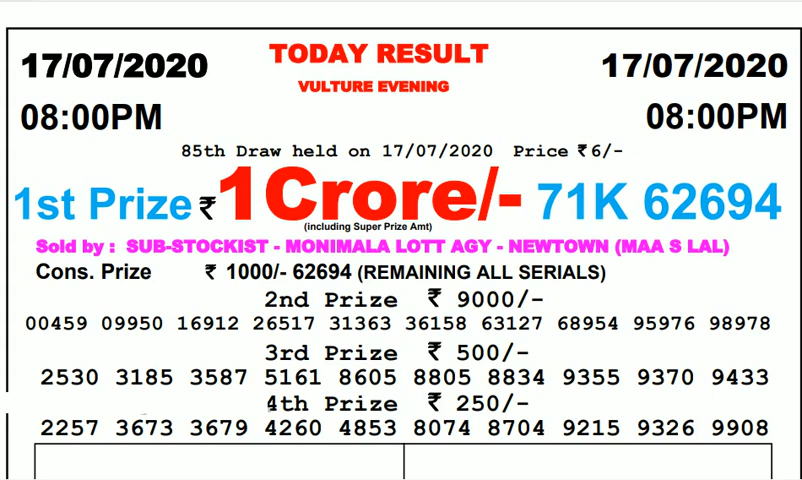 TODAY RESULT
17/07/2020 17/07/2020
VULTURE EVENING
08:00PM 08:00PM
85th Draw held on 17/07/2020 Price ₹6/-
1st Prize ₹ 1Crore/- 71K 62694
(including Super Prize Amt)
Sold by : SUB-STOCKIST - MONIMALA LOTT AGY - NEWTOWN (MAA S LAL)
Cons. Prize ₹ 1000/- 62694 (REMAINING ALL SERIALS)
2nd Prize ₹ 9000/-
00459 09950 16912 26517 31363 36158 63127 68954 95976 98978
3rd Prize ₹ 500/-
2530 3185 3587 5161 8605 8805 8834 9355 9370 9433
4th Prize ₹ 250/-
2257 3673 3679 4260 4853 8074 8704 9215 9326 9908